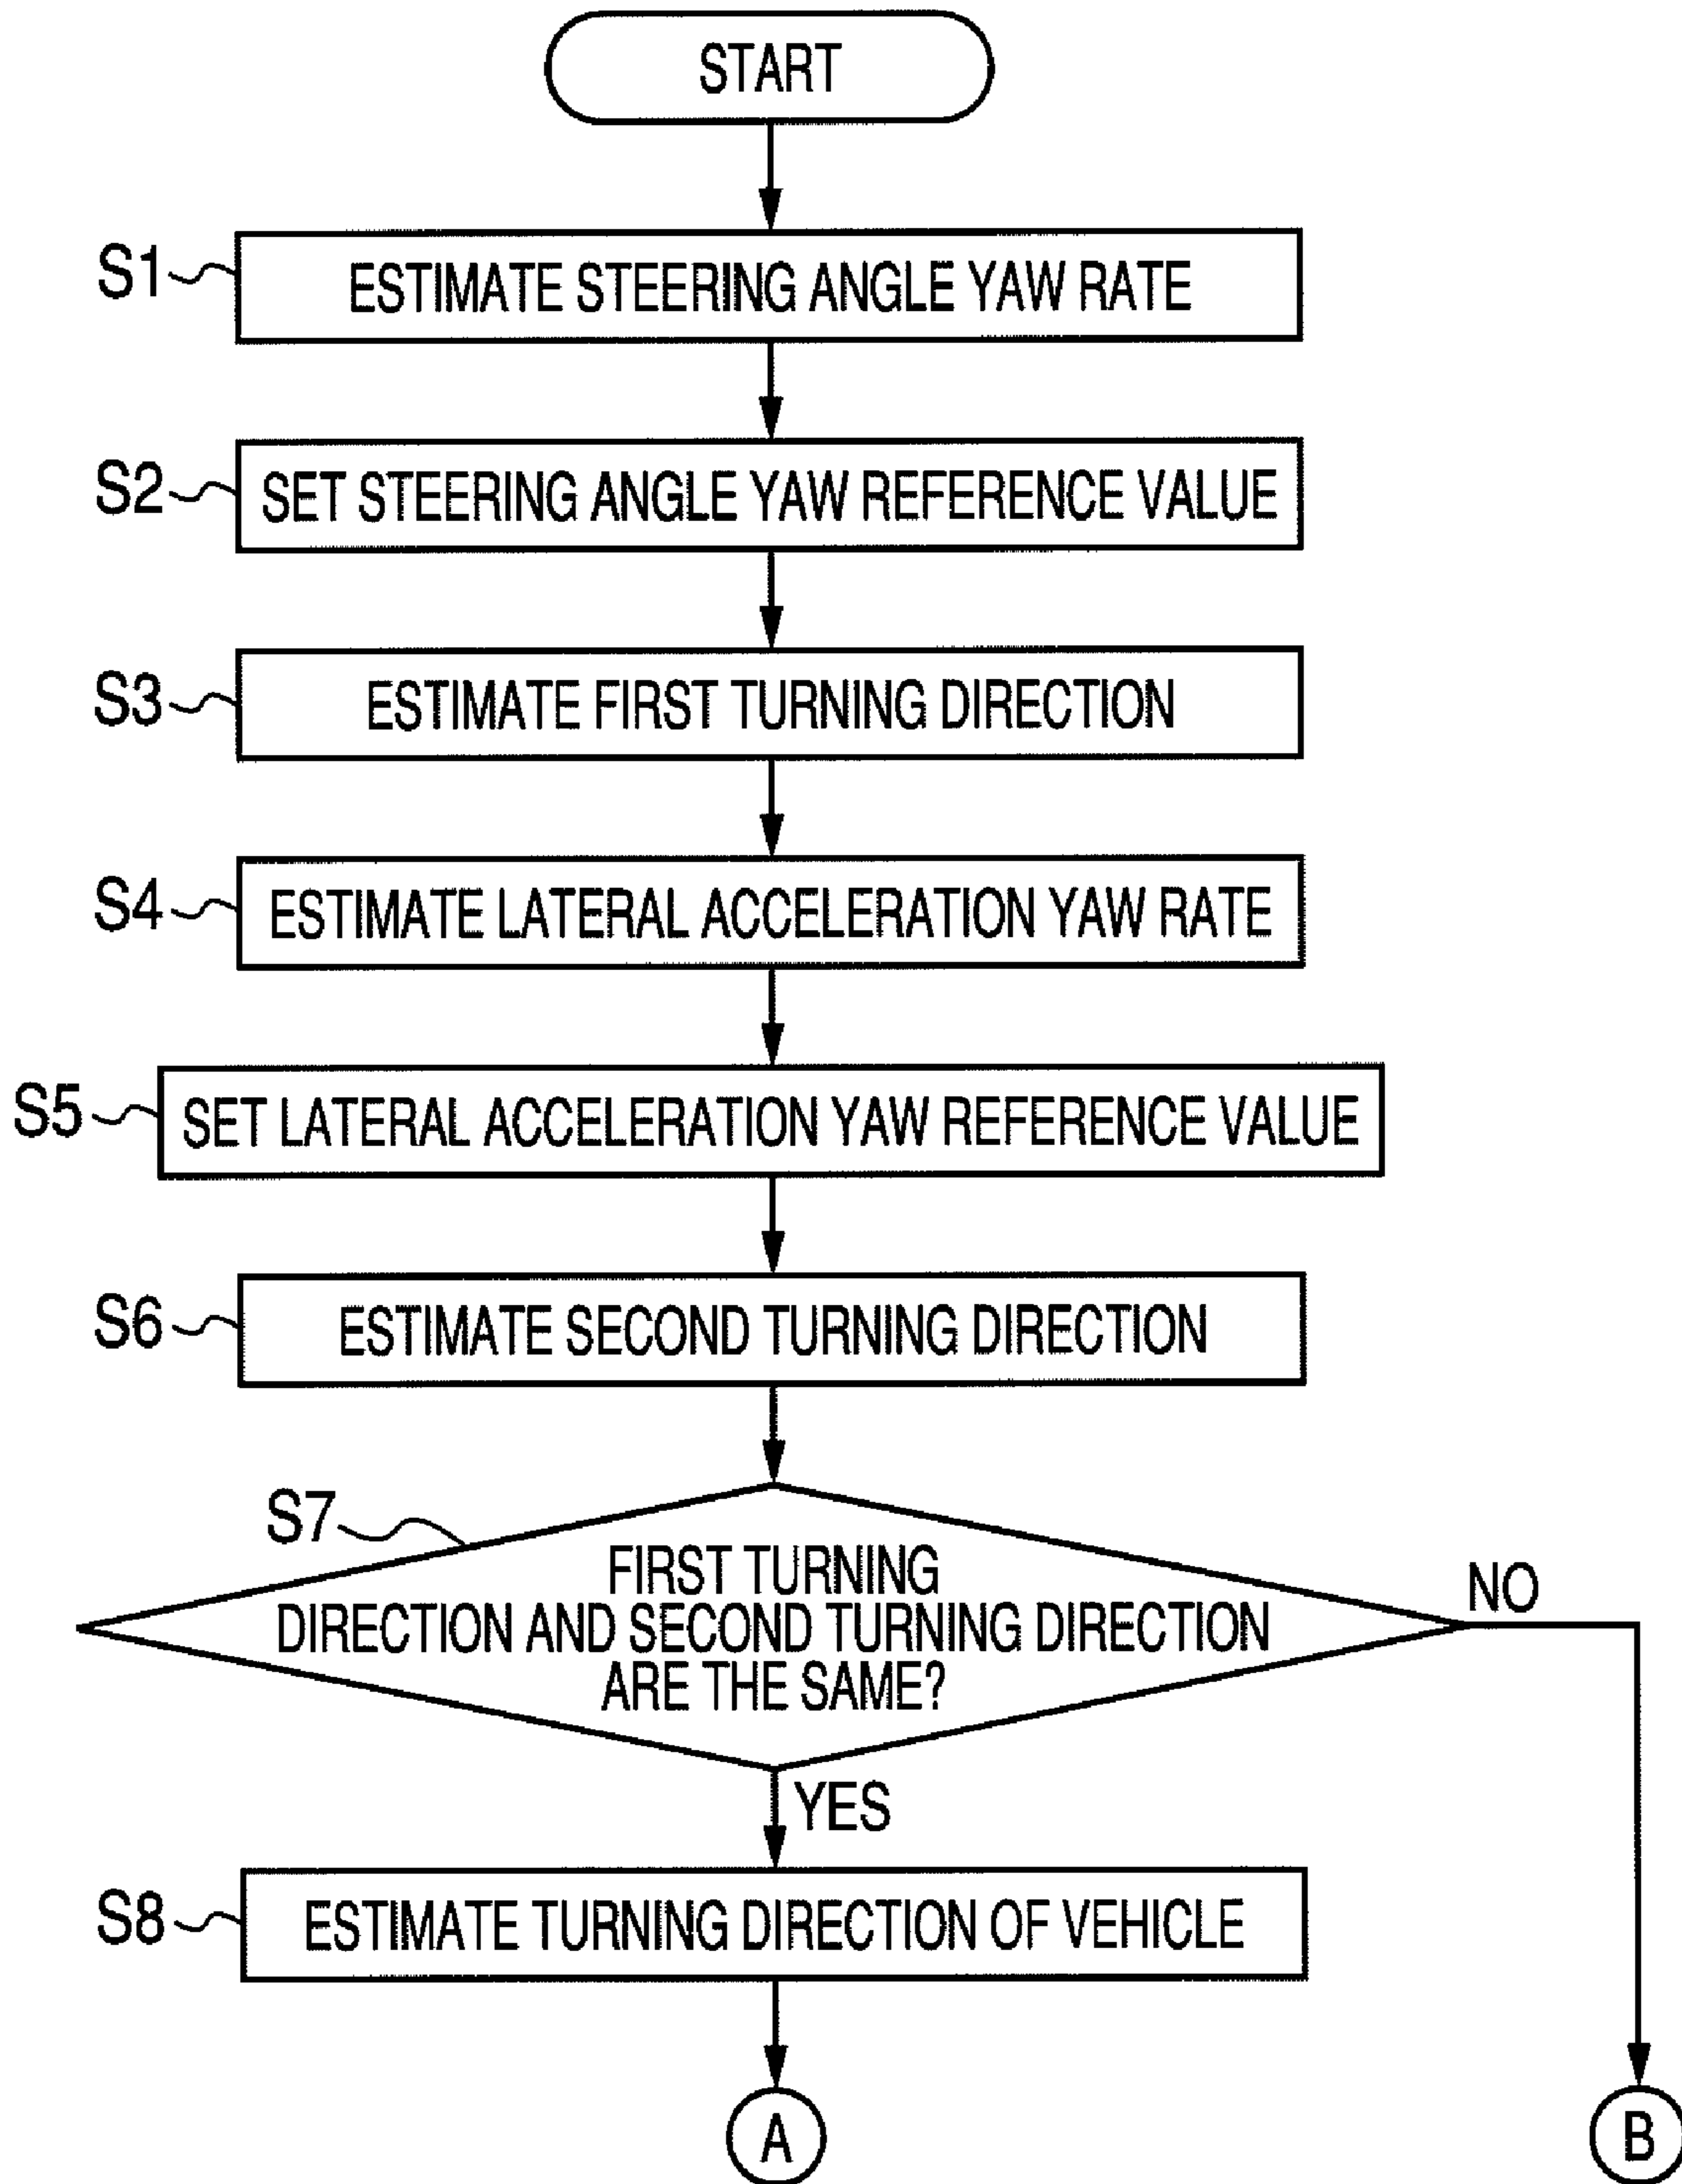 START
S1
ESTIMATE STEERING ANGLE YAW RATE
S2
SET STEERING ANGLE YAW REFERENCE VALUE
S3
ESTIMATE FIRST TURNING DIRECTION
S4
ESTIMATE LATERAL ACCELERATION YAW RATE
S5
SET LATERAL ACCELERATION YAW REFERENCE VALUE
S6
ESTIMATE SECOND TURNING DIRECTION
S7
FIRST TURNING
DIRECTION AND SECOND TURNING DIRECTION
ARE THE SAME?
NO
YES
S8
ESTIMATE TURNING DIRECTION OF VEHICLE
A
B